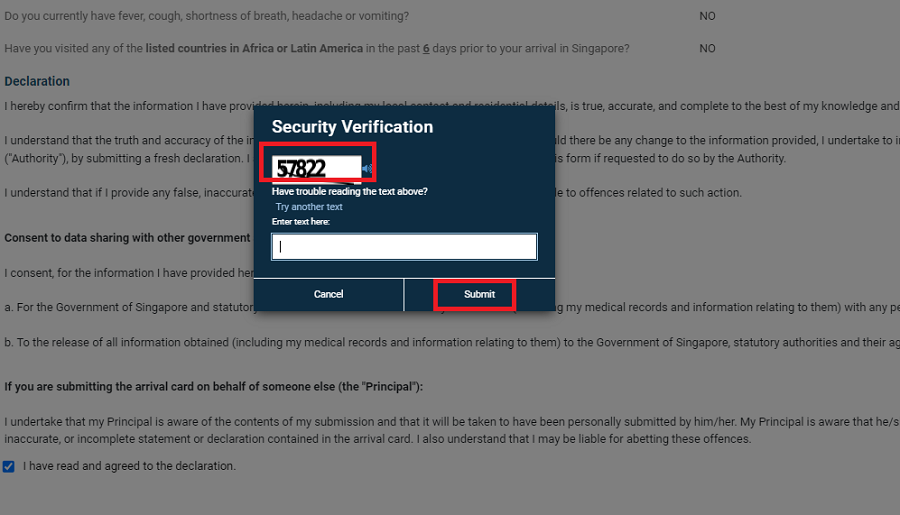 Do you currently have fever, cough, shortness of breath, headache or vomiting? NO
Have you visited any of the listed countries in Africa or Latin America in the past 6 days prior to your arrival in Singapore? NO
Declaration
I hereby confirm that the information I have provided herein, including my local contact and residential details, is true, accurate, and complete to the best of my knowledge and
I understand that the truth and accuracy of the in ld there be any change to the information provided, I undertake to i
("Authority"), by submitting a fresh declaration. I is form if requested to do so by the Authority.
I understand that if I provide any false, inaccurat e to offences related to such action.
Consent to data sharing with other government
I consent, for the information I have provided her
a. For the Government of Singapore and statutory g my medical records and information relating to them) with any pe
b. To the release of all information obtained (including my medical records and information relating to them) to the Government of Singapore, statutory authorities and their ag
If you are submitting the arrival card on behalf of someone else (the "Principal"):
I undertake that my Principal is aware of the contents of my submission and that it will be taken to have been personally submitted by him/her. My Principal is aware that he/s
inaccurate, or incomplete statement or declaration contained in the arrival card. I also understand that I may be liable for abetting these offences.
I have read and agreed to the declaration.
Security Verification
57822
Have trouble reading the text above?
Try another text
Enter text here:
Cancel Submit